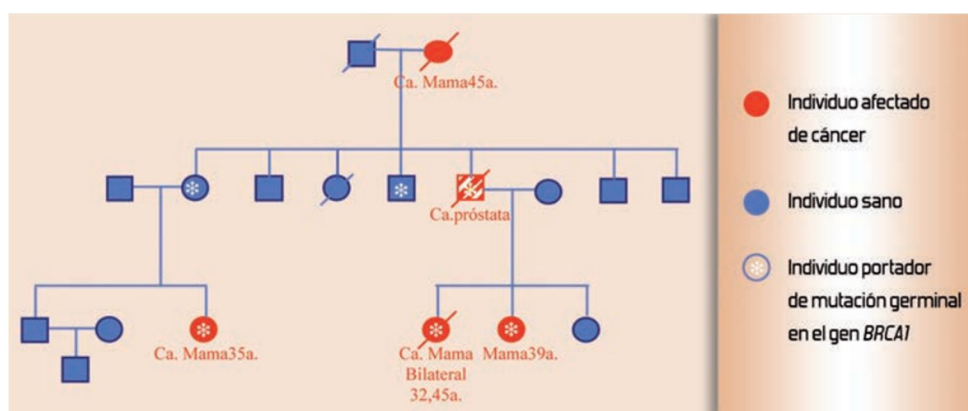 Ca. Mama45a.
Ca.próstata
Ca. Mama35a.
Ca. Mama
Bilateral
32,45a.
Mama39a.
Individuo afectado
de cáncer
Individuo sano
Individuo portador
de mutación germinal
en el gen BRCA1